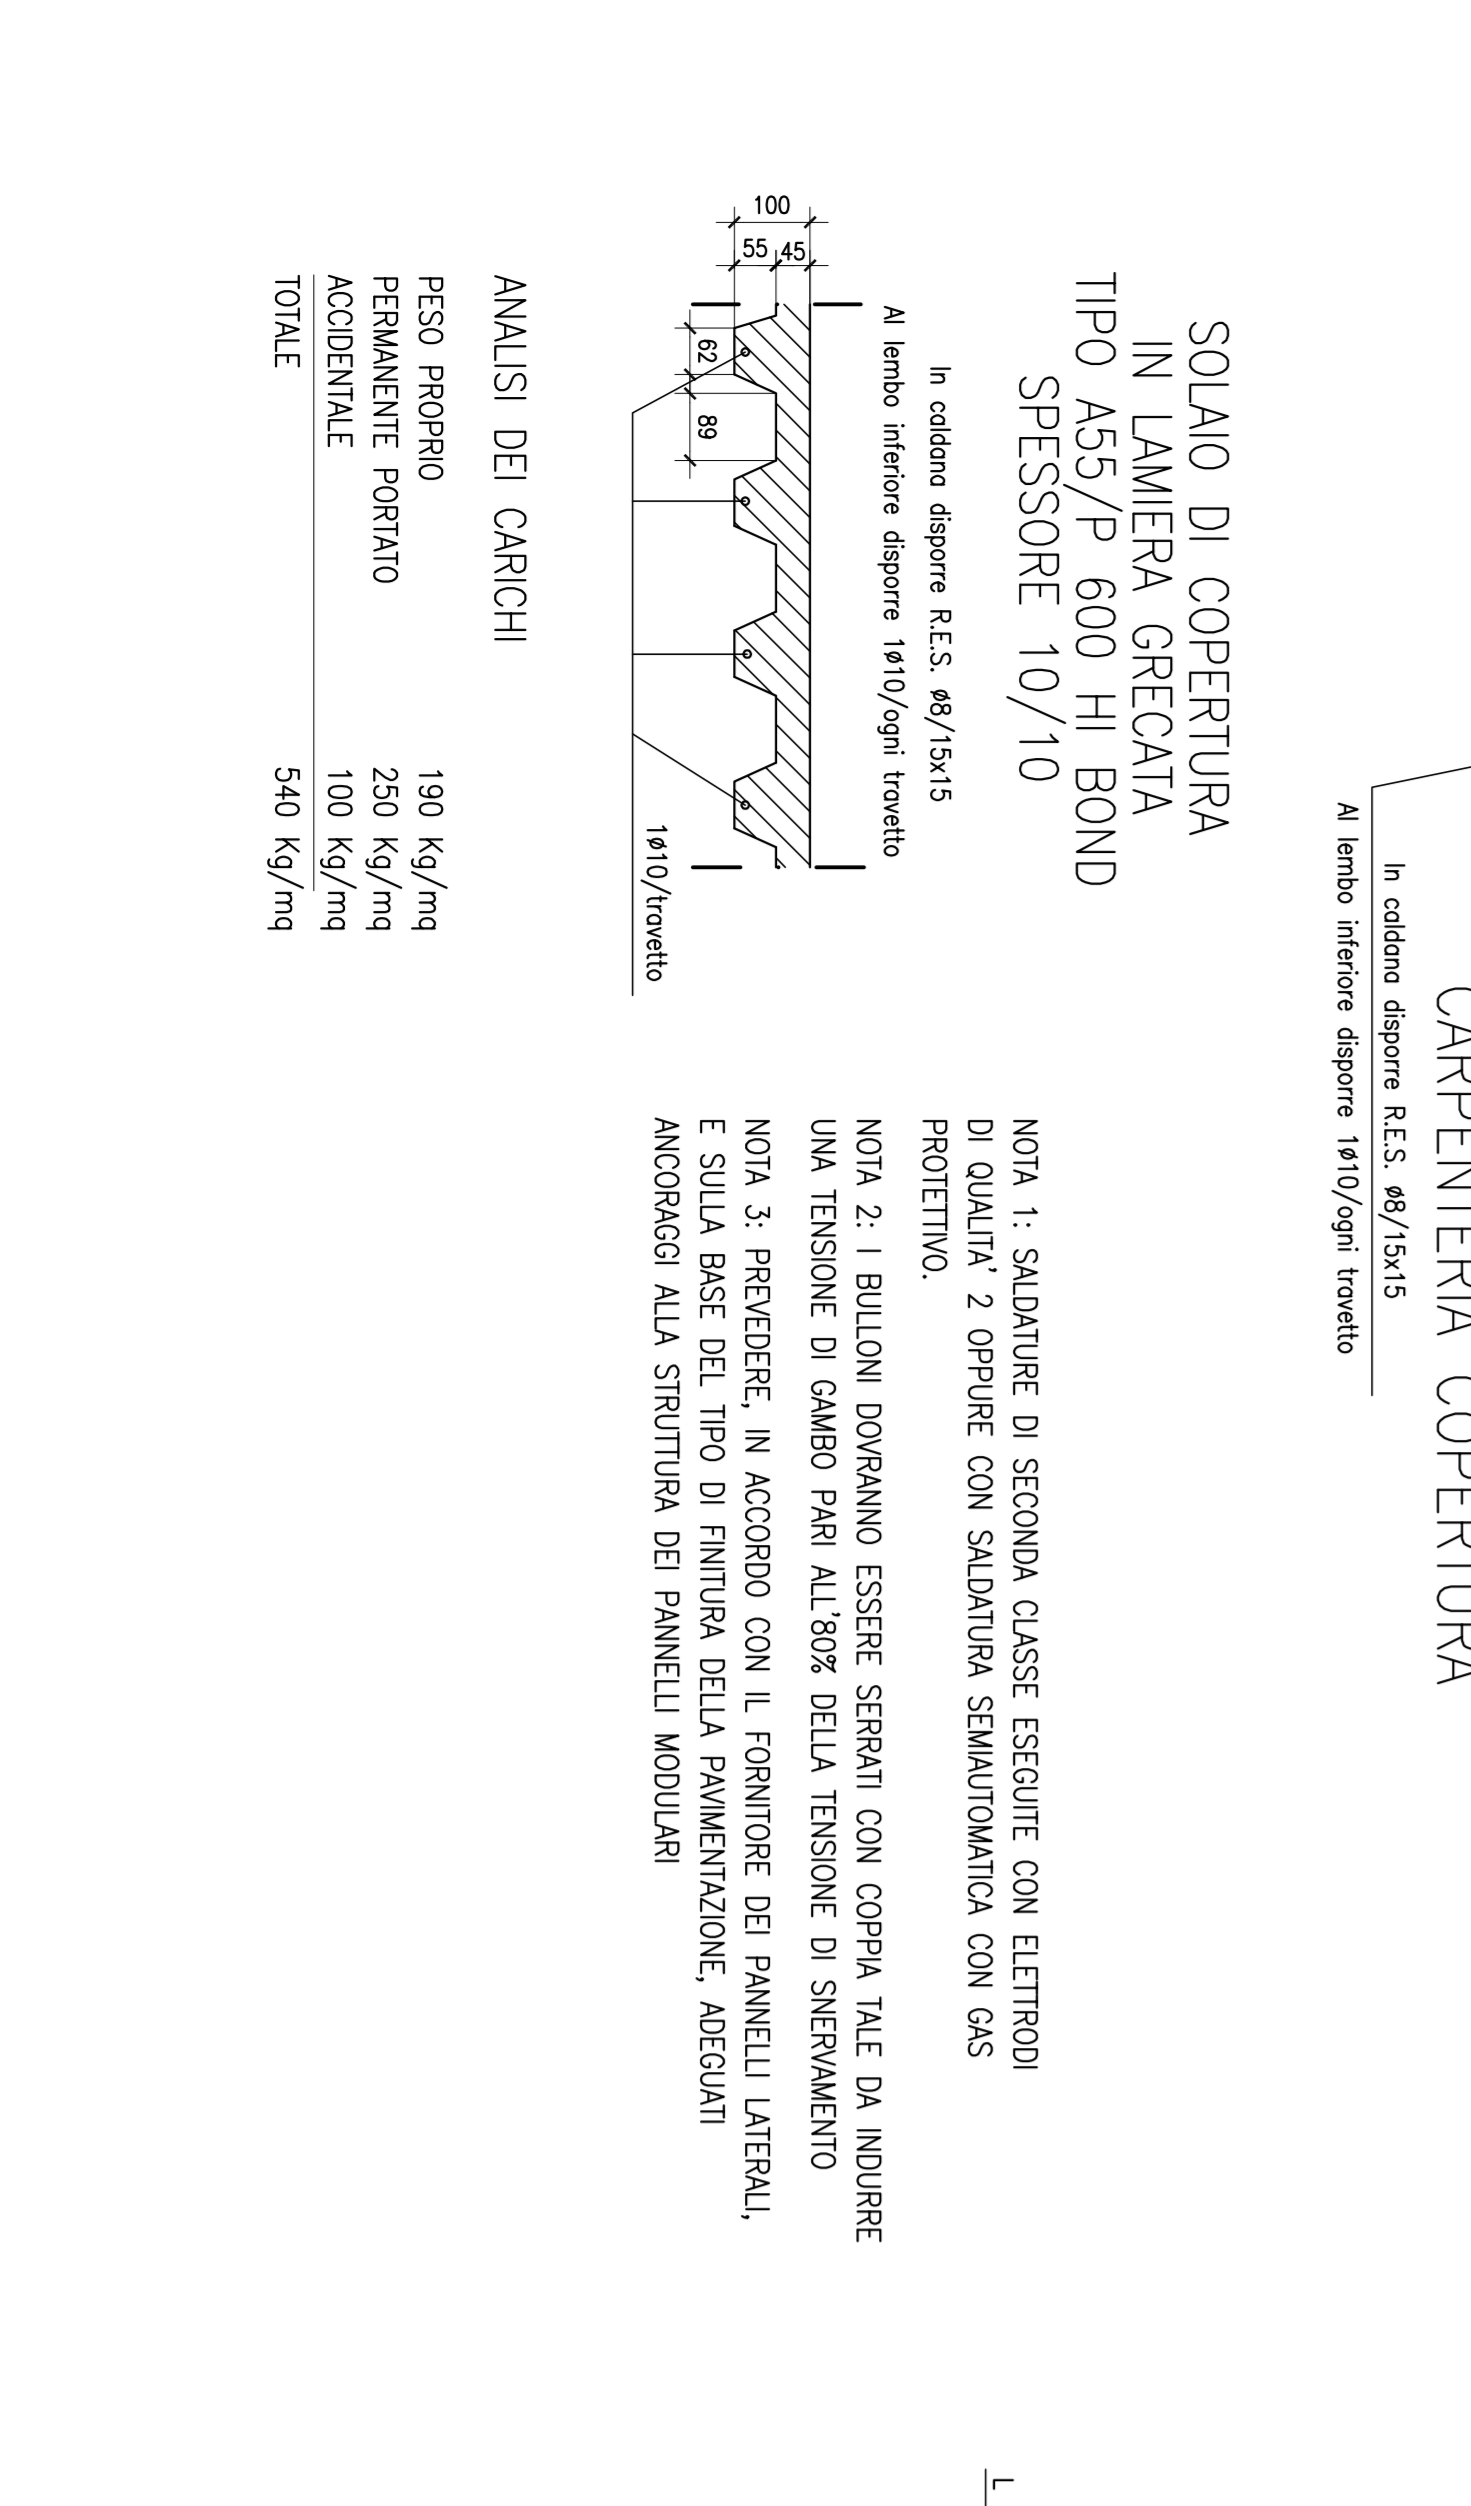 CARPENTERIA COPERTURA
In caldana disporre R.E.S. ø8/15x15
Al lembo inferiore disporre 1ø10/ogni travetto
SOLAIO DI COPERTURA
IN LAMIERA GRECATA
TIPO A55/P 600 HI BOND
SPESSORE 10/10
In caldana disporre R.E.S. ø8/15x15
Al lembo inferiore disporre 1ø10/ogni travetto
100
55
45
62
89
1ø10/travetto
ANALISI DEI CARICHI
PESO PROPRIO 190 Kg/mq
PERMANENTE PORTATO 250 Kg/mq
ACCIDENTALE 100 Kg/mq
TOTALE 540 Kg/mq
NOTA 1: SALDATURE DI SECONDA CLASSE ESEGUITE CON ELETTRODI
DI QUALITA' 2 OPPURE CON SALDATURA SEMIAUTOMATICA CON GAS
PROTETTIVO.
NOTA 2: I BULLONI DOVRANNO ESSERE SERRATI CON COPPIA TALE DA INDURRE
UNA TENSIONE DI GAMBO PARI ALL'80% DELLA TENSIONE DI SNERVAMENTO
NOTA 3: PREVEDERE, IN ACCORDO CON IL FORNITORE DEI PANNELLI LATERALI,
E SULLA BASE DEL TIPO DI FINITURA DELLA PAVIMENTAZIONE, ADEGUATI
ANCORAGGI ALLA STRUTTURA DEI PANNELLI MODULARI